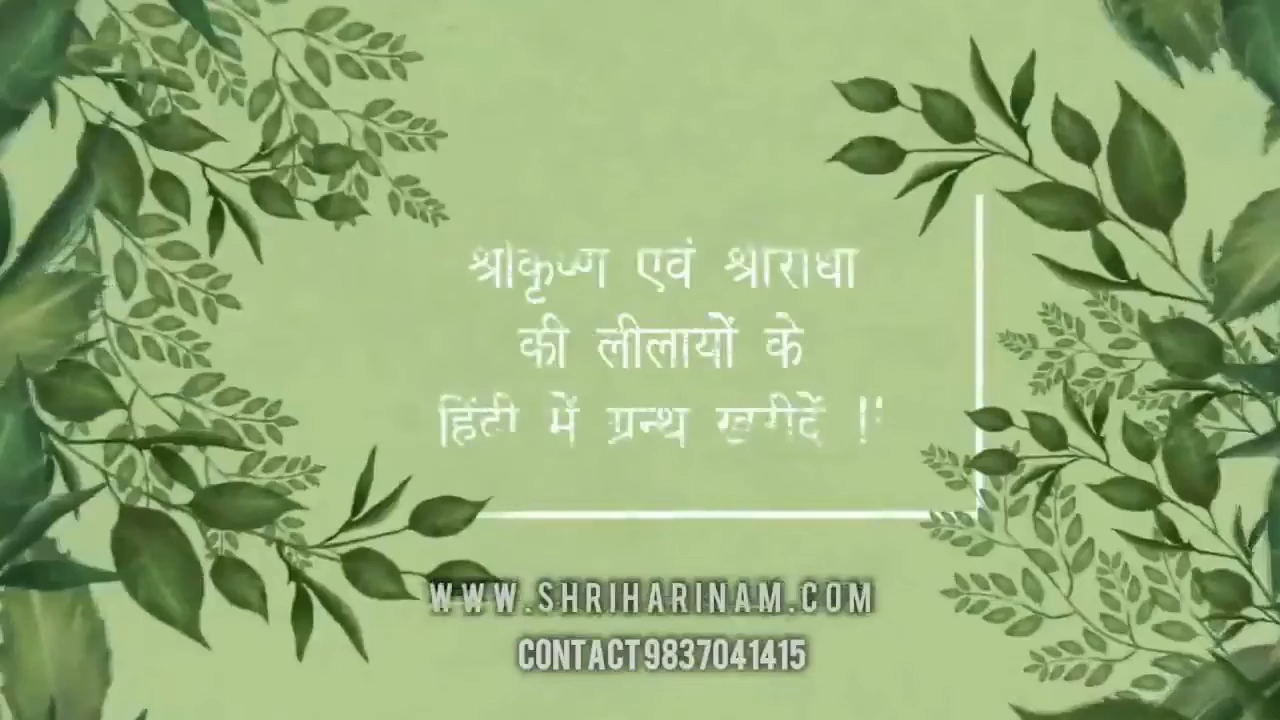 श्रीकृष्ण एवं श्रीराधा
की लीलायों के
हिंदी में ग्रन्थ खरीदें !!
WWW.SHRIHARINAM.COM
CONTACT 9837041415